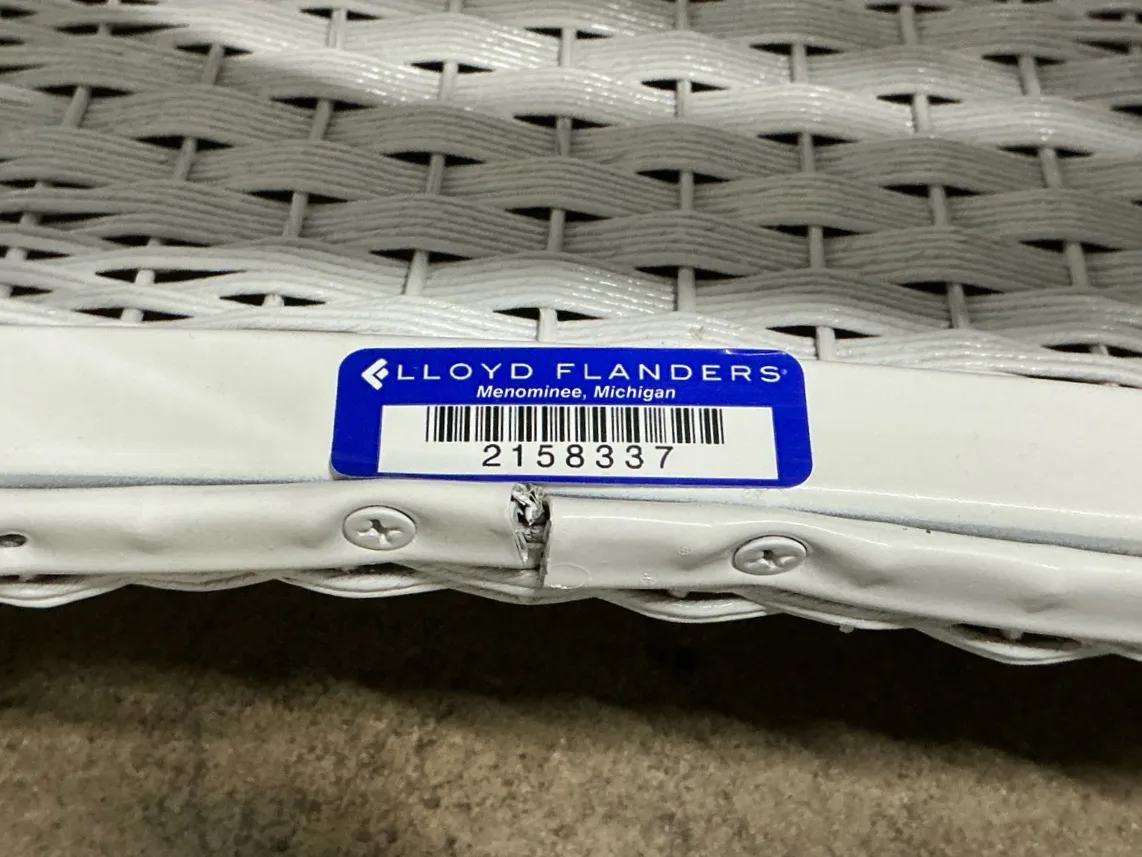 LLOYD FLANDERS®
Menominee, Michigan
2158337